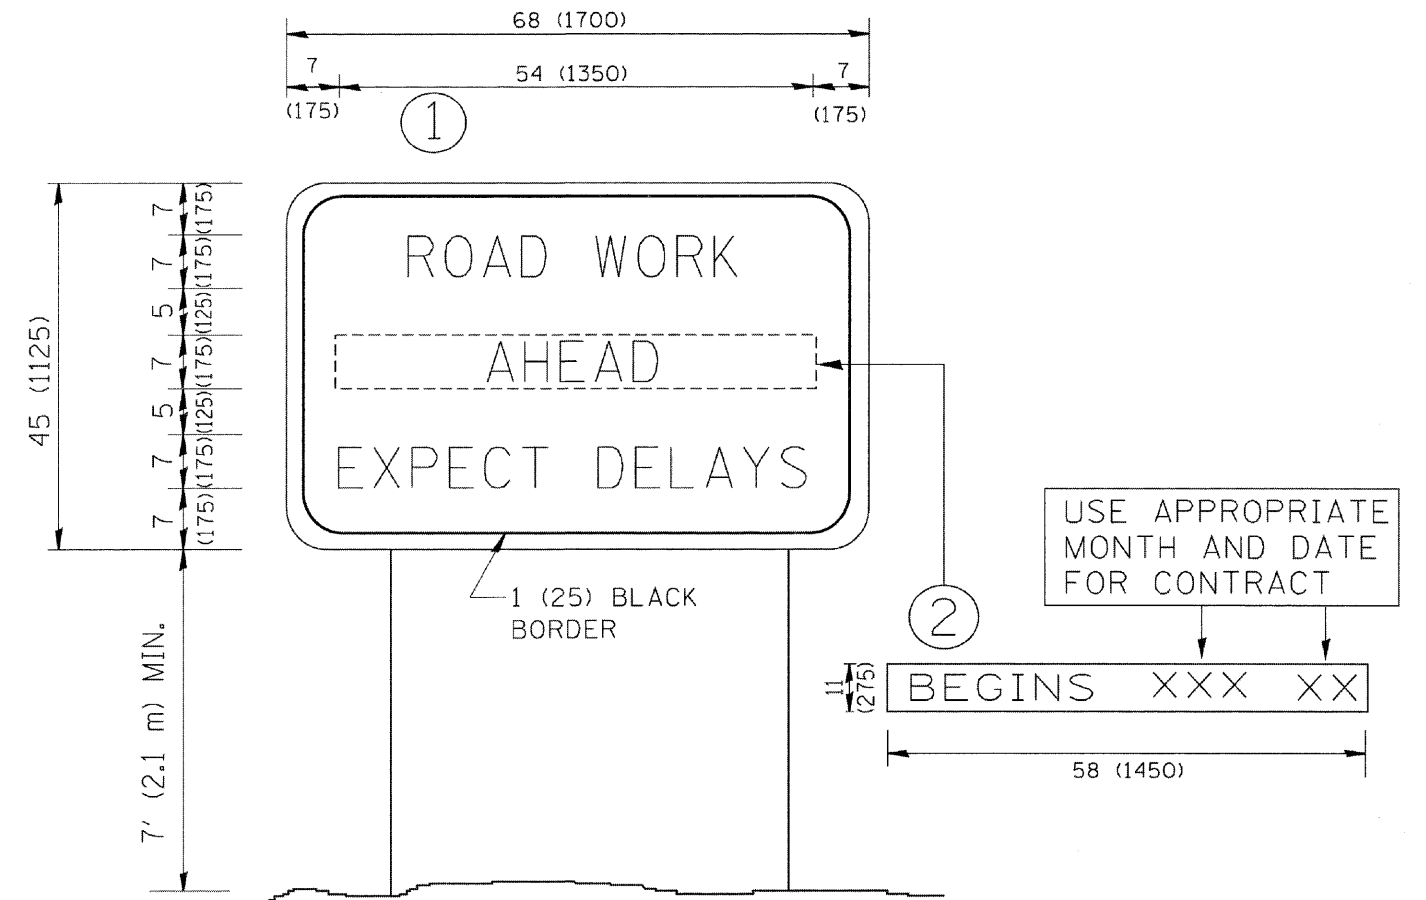 68 (1700)
7
54 (1350)
7
(175)
(175)
1
45 (1125)
7 (175)
7 (175)
5 (125)
7 (175)
5 (125)
7 (175)
7 (175)
ROAD WORK
AHEAD
EXPECT DELAYS
1 (25) BLACK
BORDER
7' (2.1 m) MIN.
USE APPROPRIATE
MONTH AND DATE
FOR CONTRACT
2
11
(275)
BEGINS XXX XX
58 (1450)